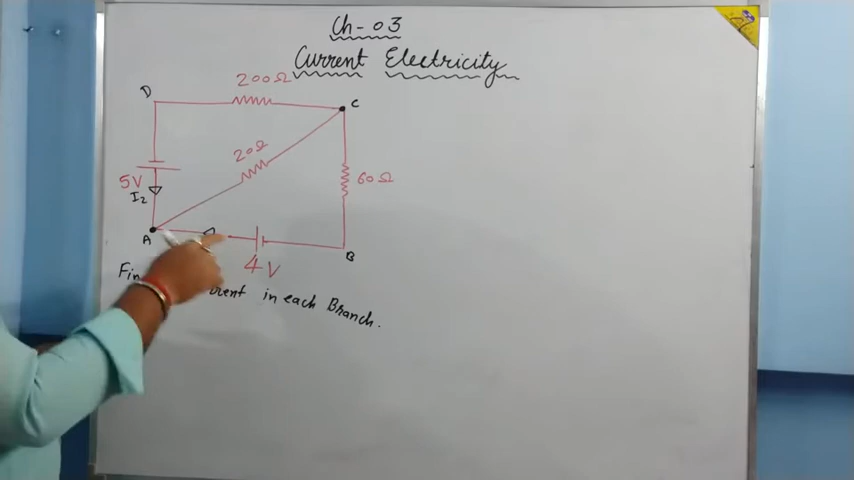 Ch-03
Current Electricity
200Ω
D
C
20Ω
60Ω
5V
I2
A
B
4V
in each Branch.